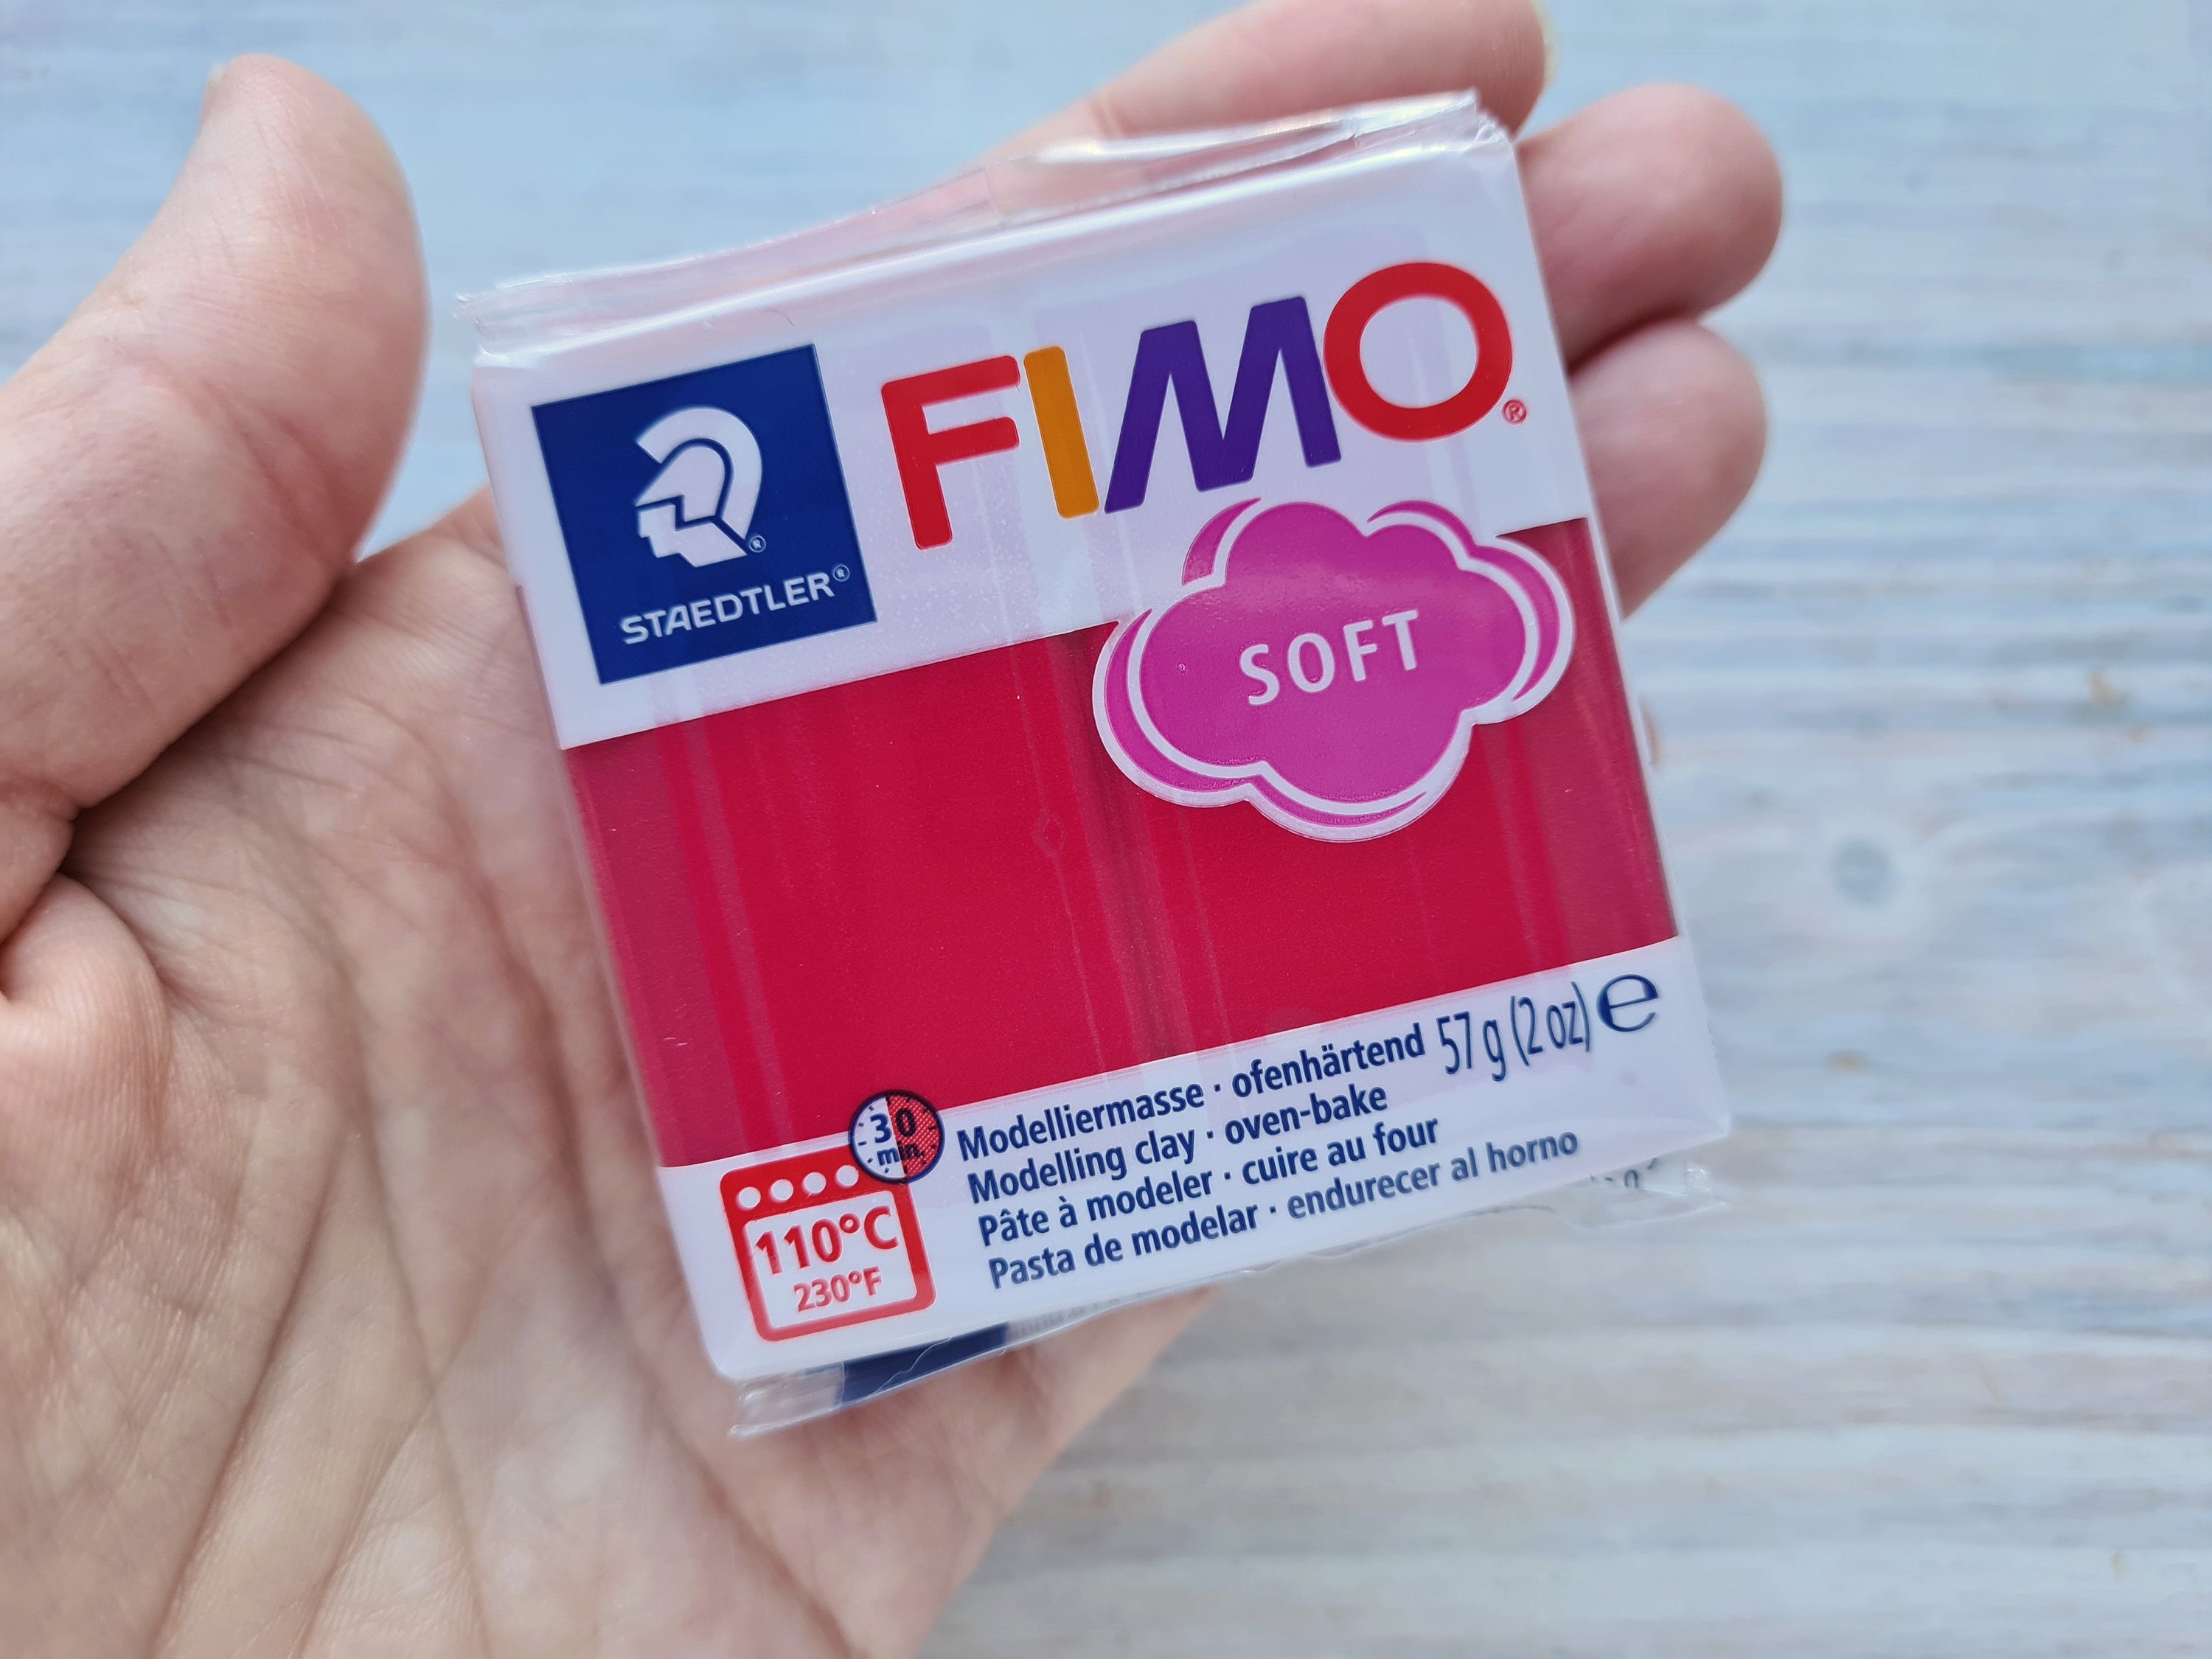 FIMO®
STAEDTLER®
SOFT
57 g (2 oz) ℮
Modelliermasse · ofenhärtend
Modelling clay · oven-bake
Pâte à modeler · cuire au four
Pasta de modelar · endurecer al horno
30
min.
110°C
230°F